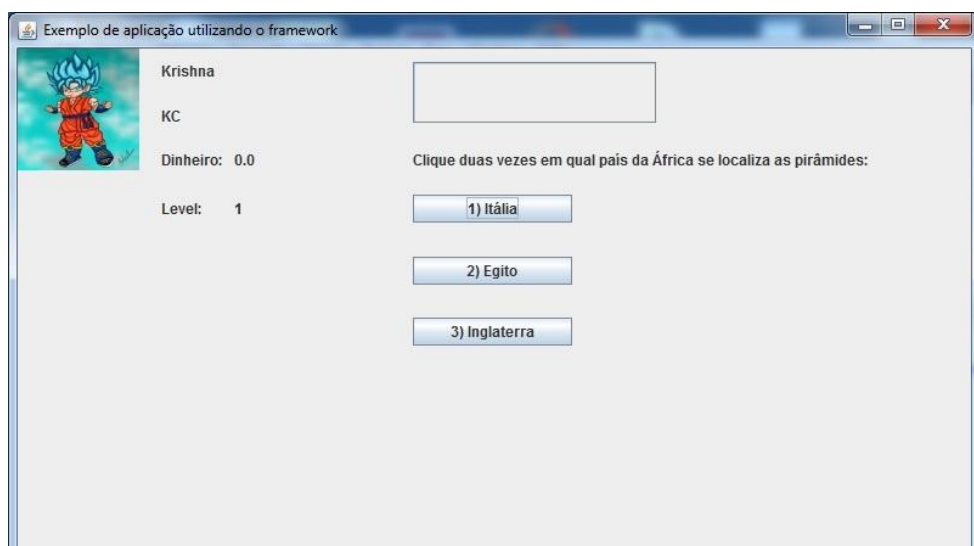 Exemplo de aplicação utilizando o framework
Krishna
KC
Dinheiro: 0.0
Level: 1
Clique duas vezes em qual país da África se localiza as pirâmides:
1) Itália
2) Egito
3) Inglaterra